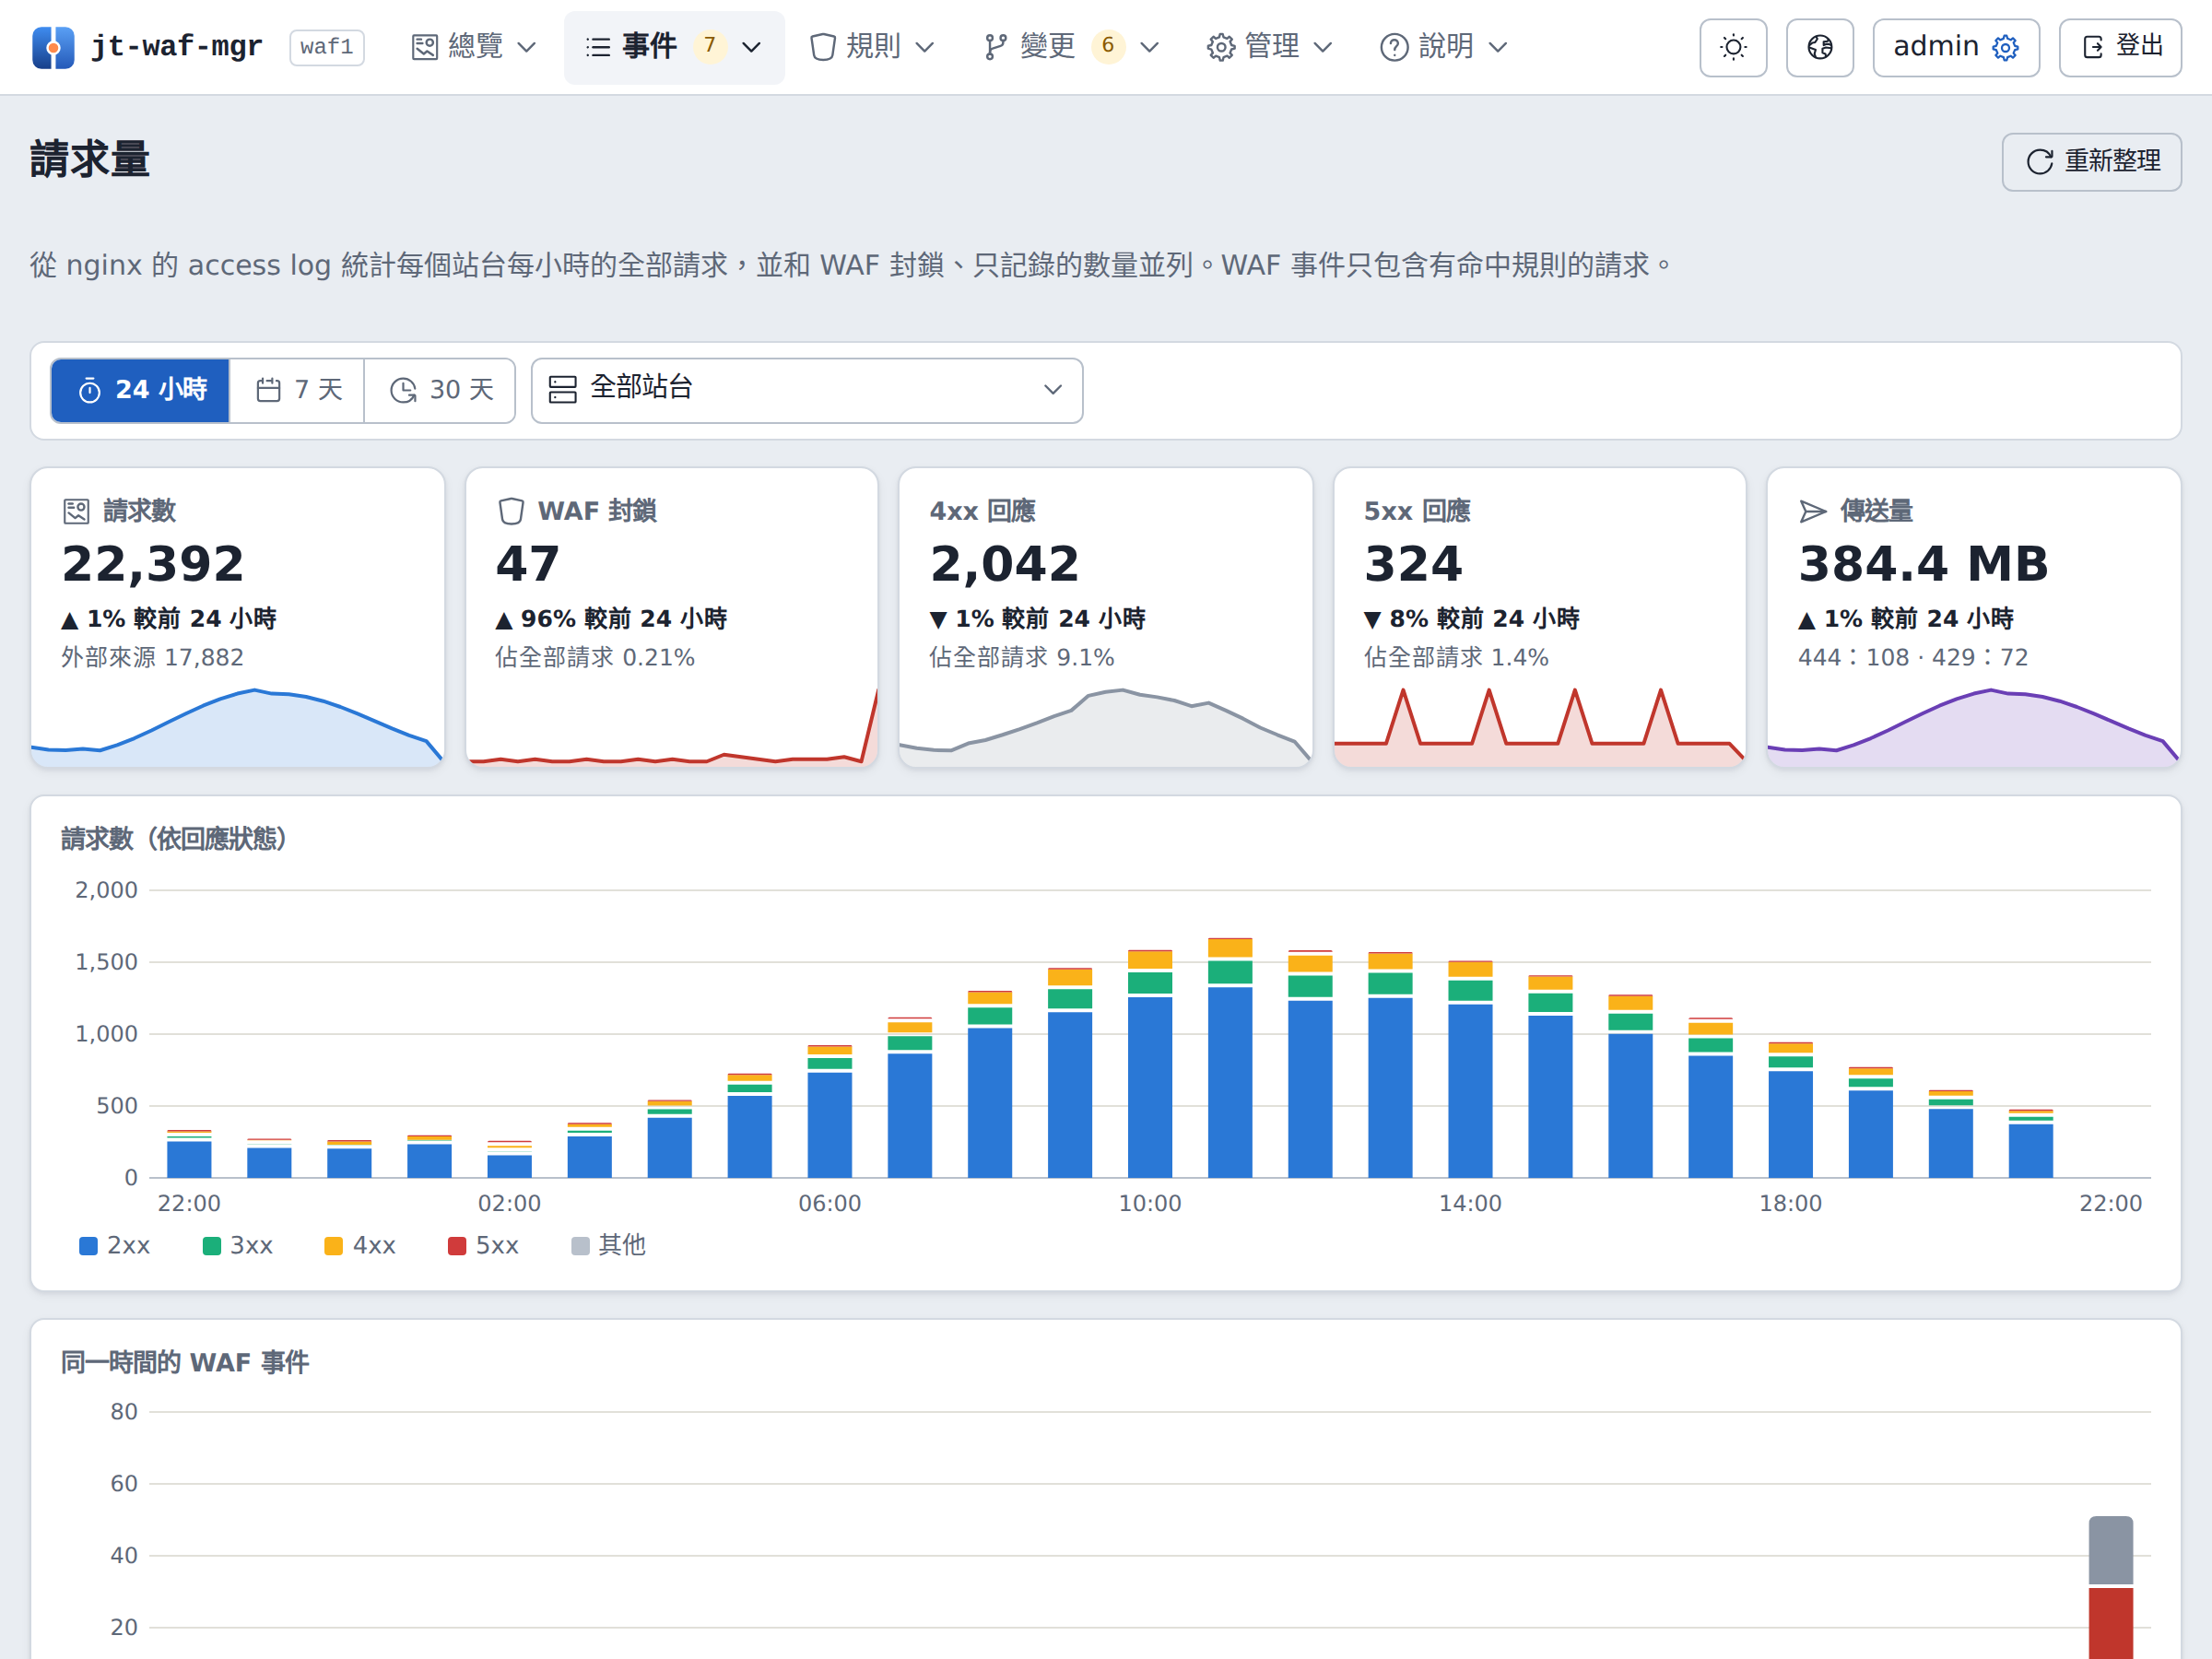 jt-waf-mgr waf1 總覽 事件 7 規則 變更 6 管理 說明 admin 登出
請求量 重新整理
從 nginx 的 access log 統計每個站台每小時的全部請求，並和 WAF 封鎖、只記錄的數量並列。WAF 事件只包含有命中規則的請求。
24 小時 7 天 30 天 全部站台
請求數 WAF 封鎖 4xx 回應 5xx 回應 傳送量
22,392 47 2,042 324 384.4 MB
▲ 1% 較前 24 小時 ▲ 96% 較前 24 小時 ▼ 1% 較前 24 小時 ▼ 8% 較前 24 小時 ▲ 1% 較前 24 小時
外部來源 17,882 佔全部請求 0.21% 佔全部請求 9.1% 佔全部請求 1.4% 444：108 · 429：72
請求數（依回應狀態）
2,000
1,500
1,000
500
0
22:00 02:00 06:00 10:00 14:00 18:00 22:00
2xx 3xx 4xx 5xx 其他
同一時間的 WAF 事件
80
60
40
20